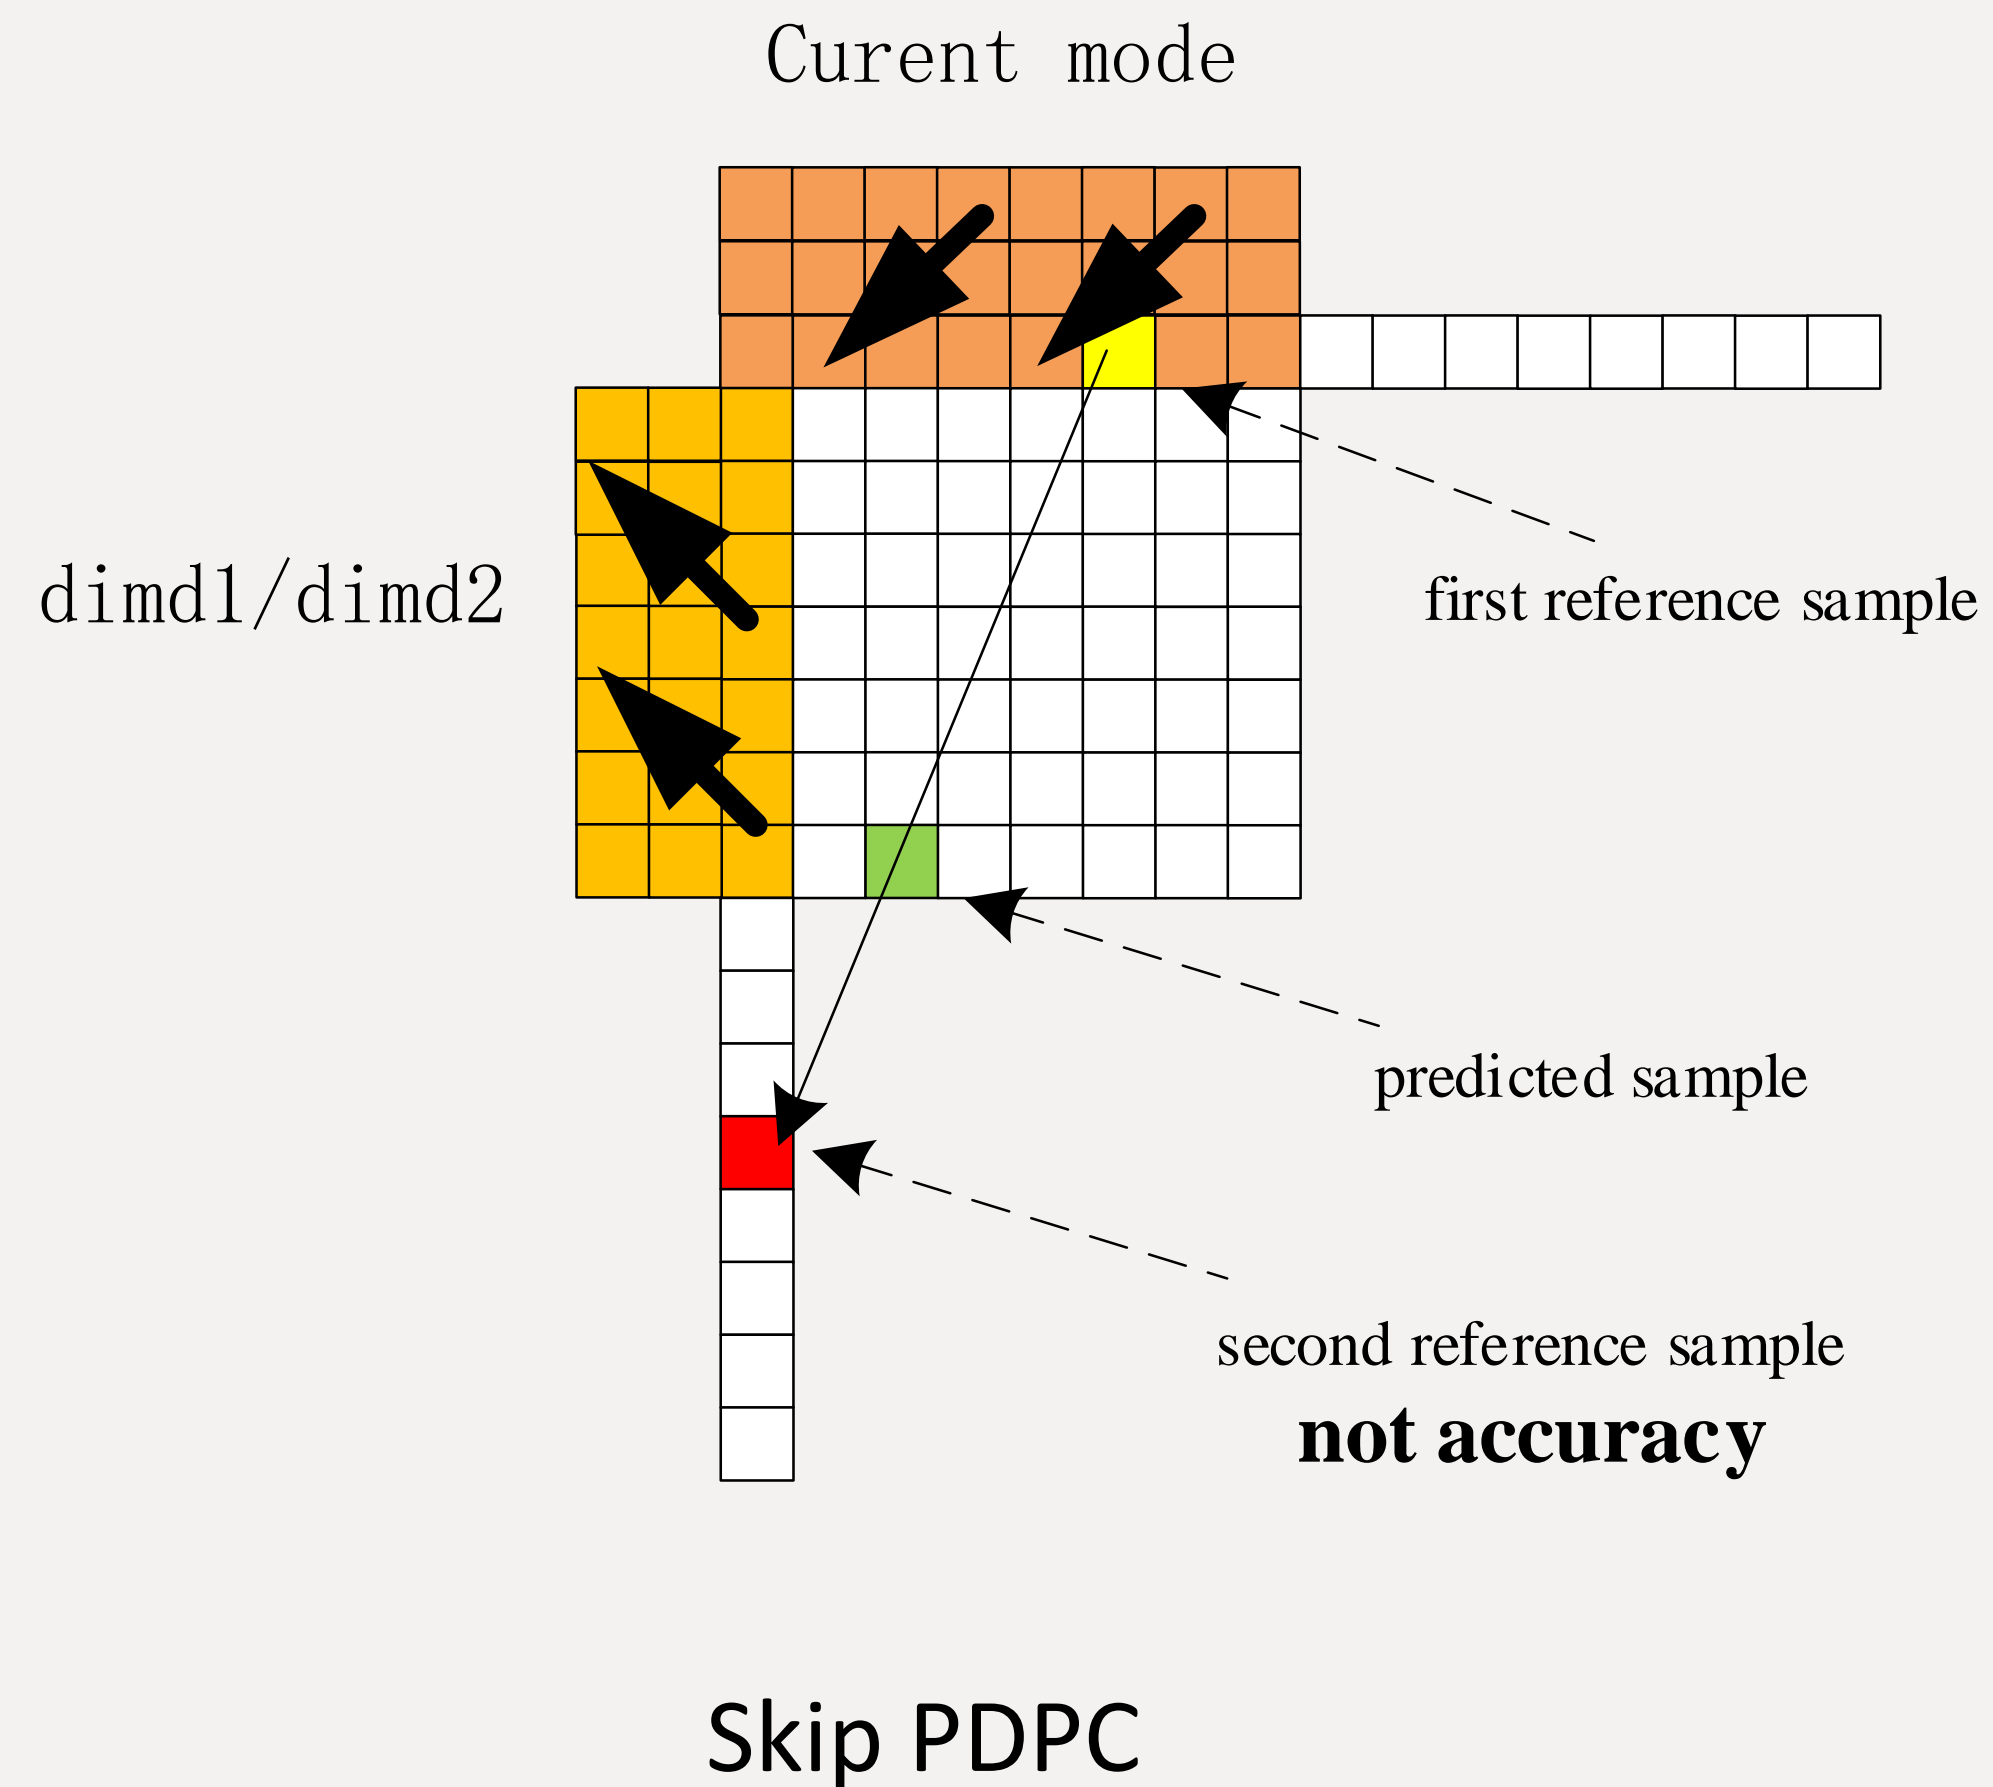 Curent mode
dimd1/dimd2
first reference sample
predicted sample
second reference sample
not accuracy
Skip PDPC